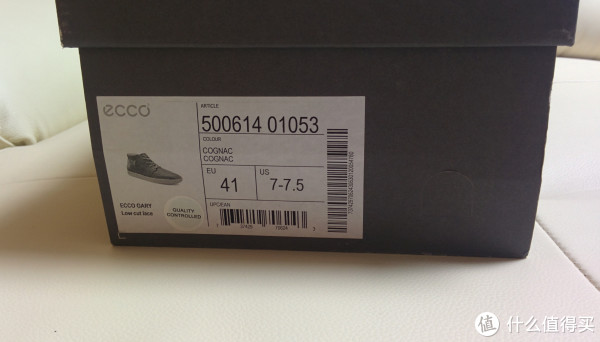 ecco
ARTICLE
500614 01053
COLOUR
COGNAC
COGNAC
EU
US
41
7-7.5
ECCO GARY
Low cut lace
QUALITY
CONTROLLED
UPC/EAN
值 什么值得买